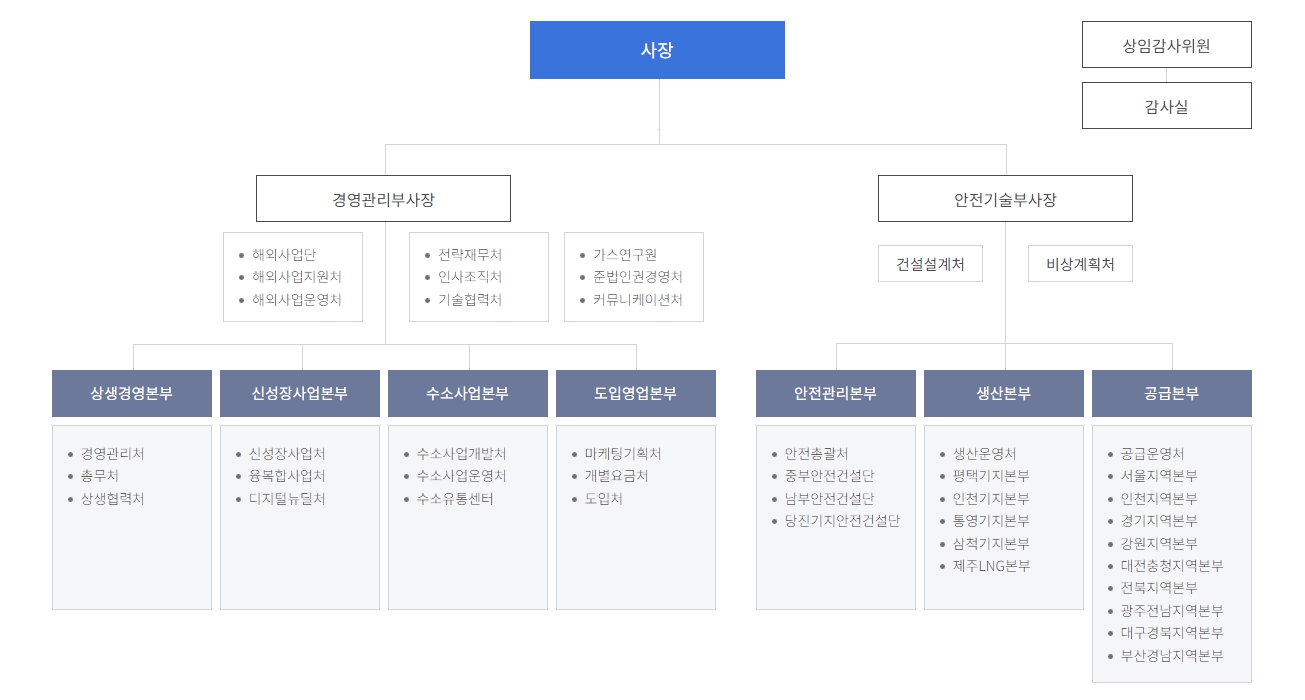 사장
상임감사위원
감사실
경영관리부사장
안전기술부사장
해외사업단
해외사업지원처
해외사업운영처
전략재무처
인사조직처
기술협력처
가스연구원
준법인권경영처
커뮤니케이션처
건설설계처
비상계획처
상생경영본부
신성장사업본부
수소사업본부
도입영업본부
안전관리본부
생산본부
공급본부
경영관리처
총무처
상생협력처
신성장사업처
융복합사업처
디지털뉴딜처
수소사업개발처
수소사업운영처
수소유통센터
마케팅기획처
개별요금처
도입처
안전총괄처
중부안전건설단
남부안전건설단
당진기지안전건설단
생산운영처
평택기지본부
인천기지본부
통영기지본부
삼척기지본부
제주LNG본부
공급운영처
서울지역본부
인천지역본부
경기지역본부
강원지역본부
대전충청지역본부
전북지역본부
광주전남지역본부
대구경북지역본부
부산경남지역본부